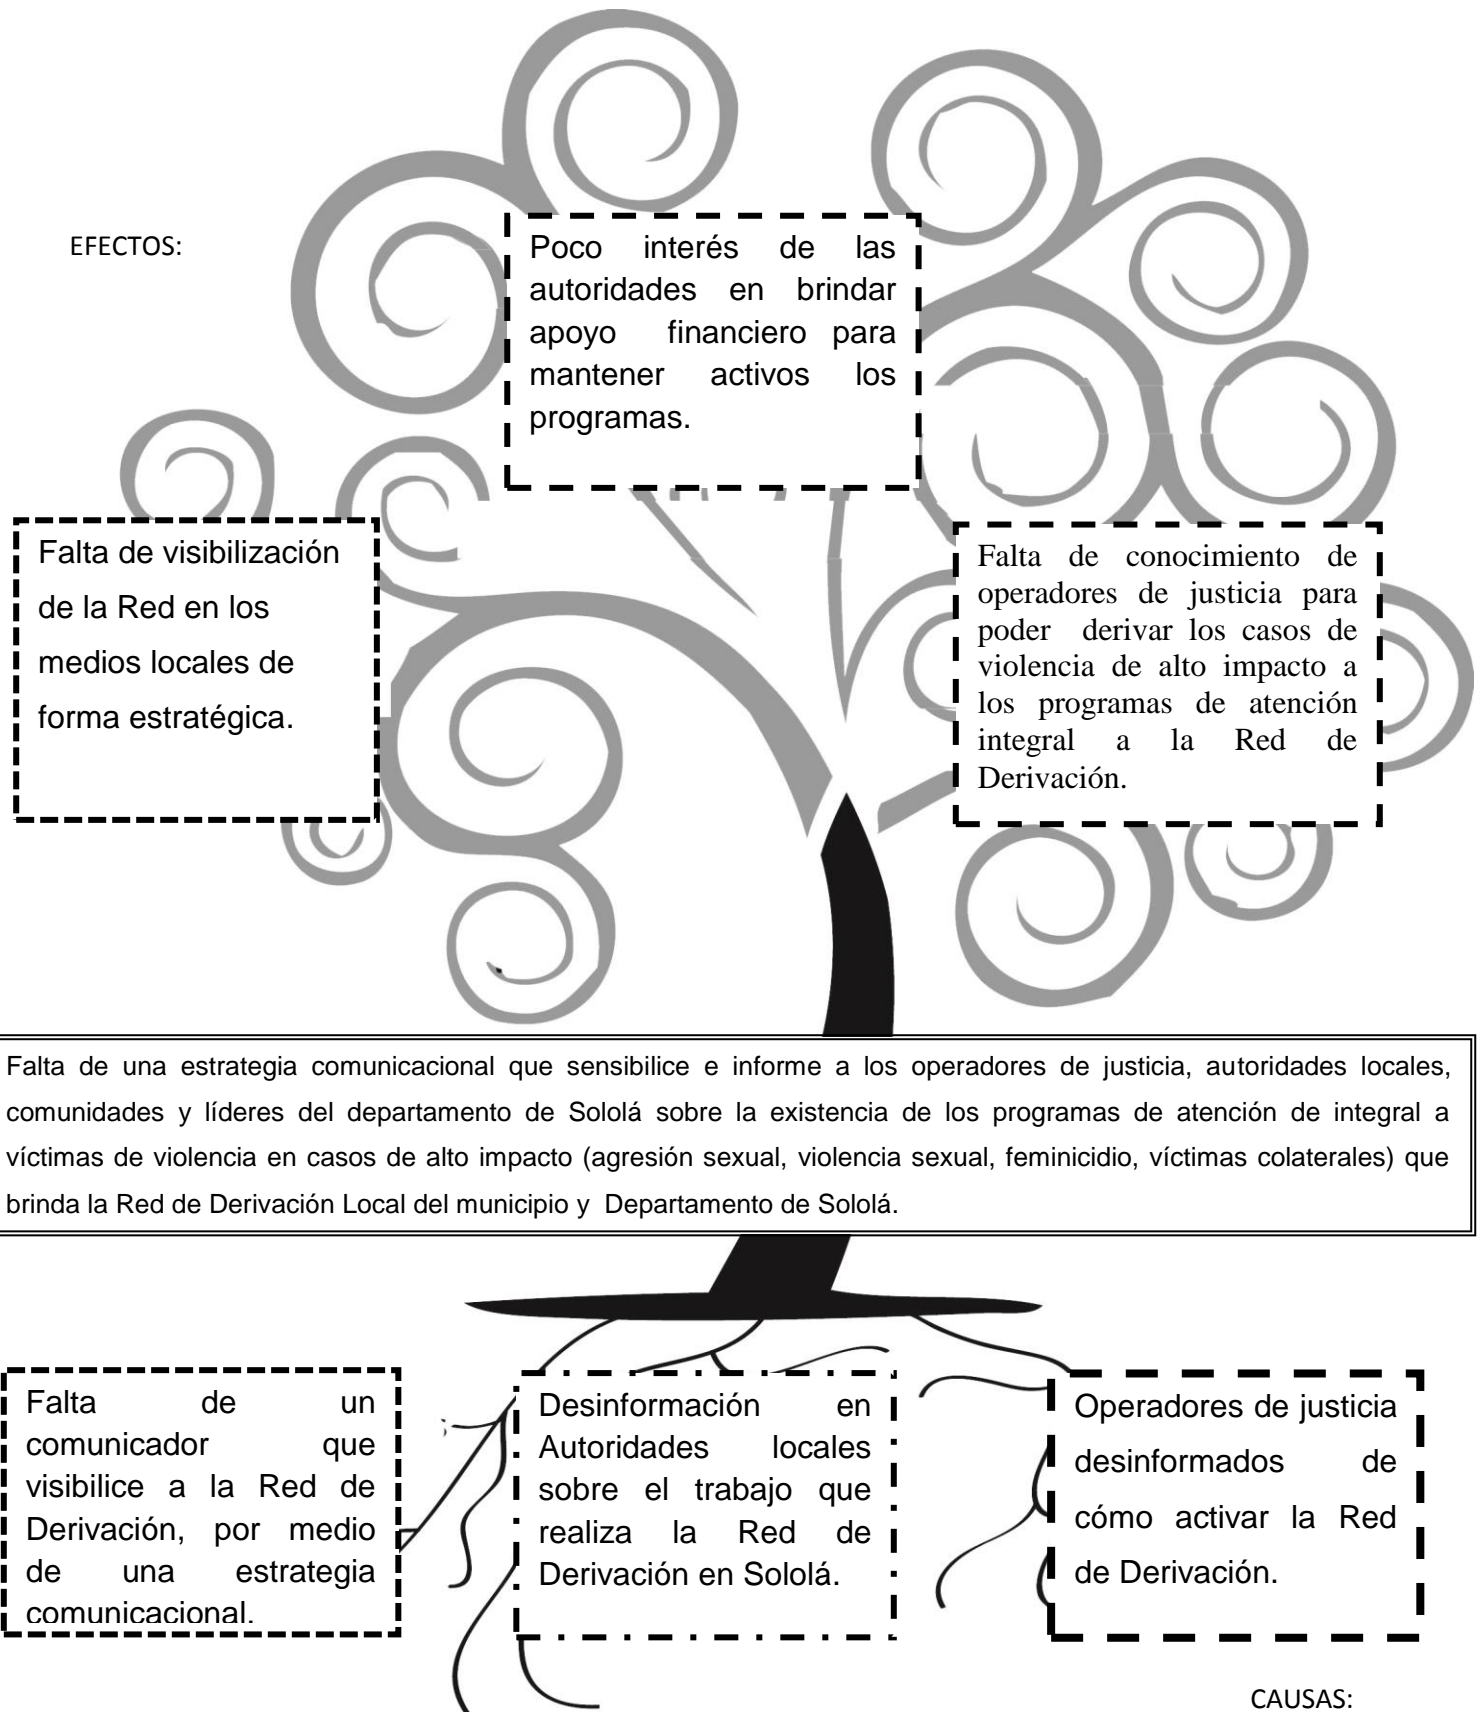 EFECTOS:
Poco interés de las
autoridades en brindar
apoyo financiero para
mantener activos los
programas.
Falta de visibilización
de la Red en los
medios locales de
forma estratégica.
Falta de conocimiento de
operadores de justicia para
poder derivar los casos de
violencia de alto impacto a
los programas de atención
integral a la Red de
Derivación.
Falta de una estrategia comunicacional que sensibilice e informe a los operadores de justicia, autoridades locales,
comunidades y líderes del departamento de Sololá sobre la existencia de los programas de atención de integral a
víctimas de violencia en casos de alto impacto (agresión sexual, violencia sexual, feminicidio, víctimas colaterales) que
brinda la Red de Derivación Local del municipio y Departamento de Sololá.
Falta de un
comunicador que
visibilice a la Red de
Derivación, por medio
de una estrategia
comunicacional.
Desinformación en
Autoridades locales
sobre el trabajo que
realiza la Red de
Derivación en Sololá.
Operadores de justicia
desinformados de
cómo activar la Red
de Derivación.
CAUSAS: